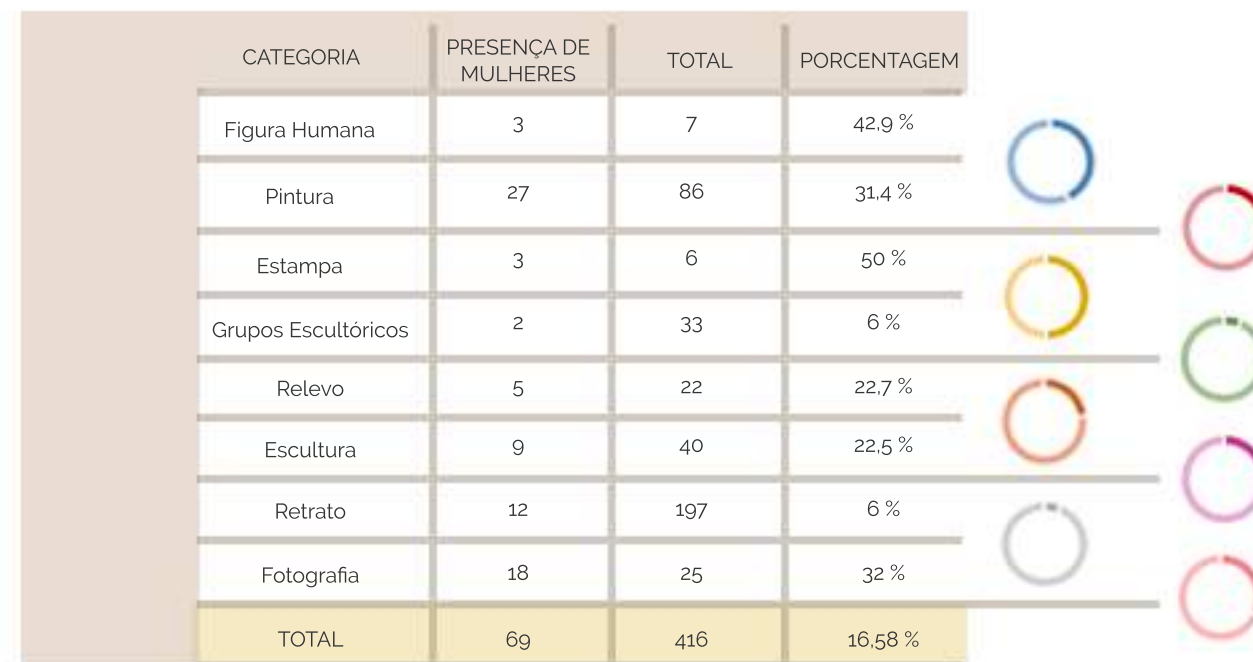 CATEGORIA PRESENÇA DE MULHERES TOTAL PORCENTAGEM
Figura Humana 3 7 42,9 %
Pintura 27 86 31,4 %
Estampa 3 6 50 %
Grupos Escultóricos 2 33 6 %
Relevo 5 22 22,7 %
Escultura 9 40 22,5 %
Retrato 12 197 6 %
Fotografia 18 25 32 %
TOTAL 69 416 16,58 %